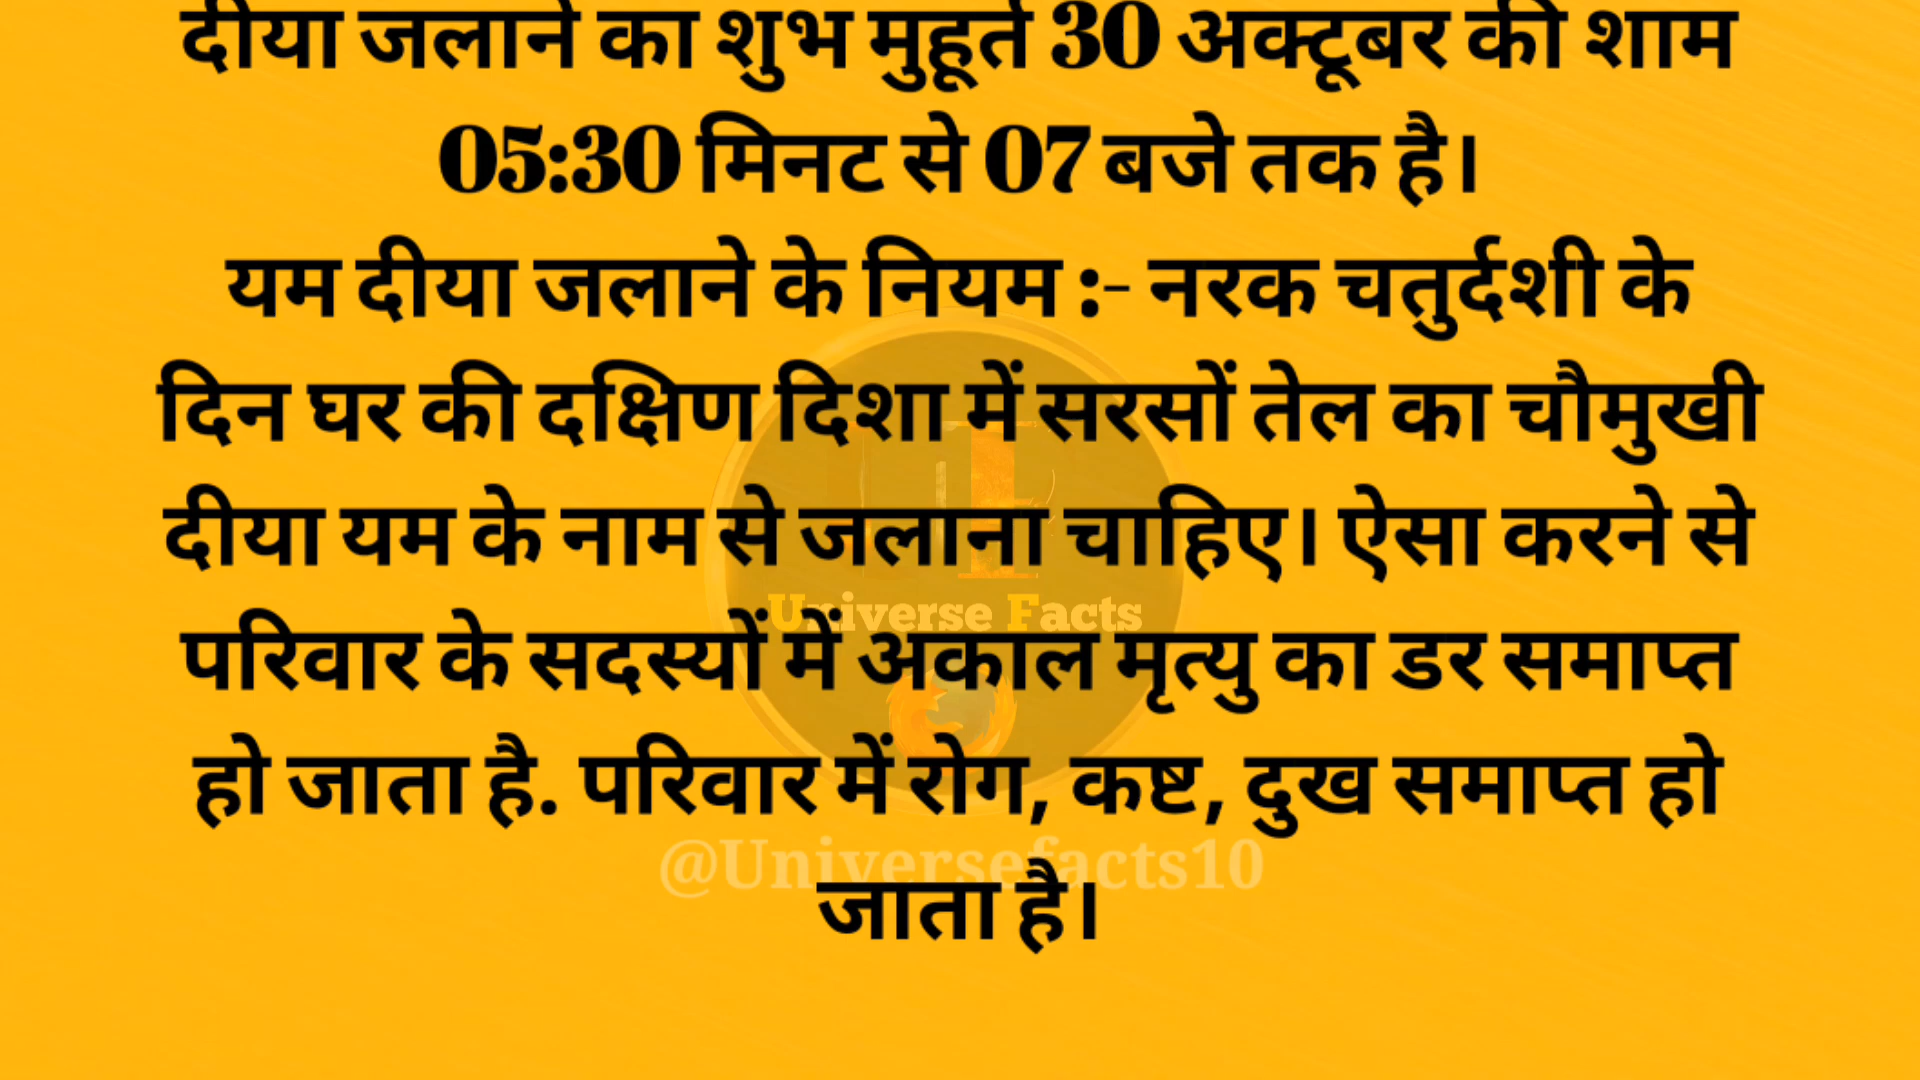 दीया जलाने का शुभ मुहूर्त 30 अक्टूबर की शाम
05:30 मिनट से 07 बजे तक है।
यम दीया जलाने के नियम :- नरक चतुर्दशी के
दिन घर की दक्षिण दिशा में सरसों तेल का चौमुखी
दीया यम के नाम से जलाना चाहिए। ऐसा करने से
Universe Facts
परिवार के सदस्यों में अकाल मृत्यु का डर समाप्त
हो जाता है. परिवार में रोग, कष्ट, दुख समाप्त हो
@Universefacts10
जाता है।